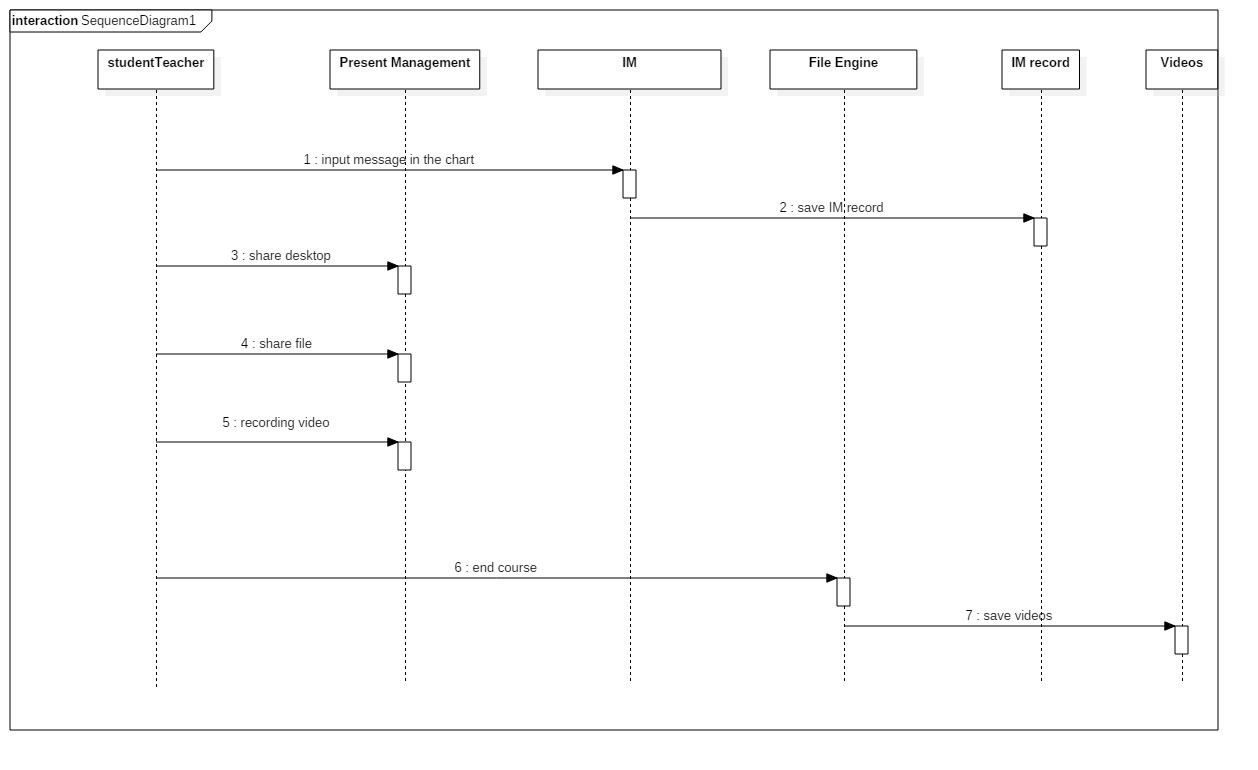 interaction SequenceDiagram1
studentTeacher
Present Management
IM
File Engine
IM record
Videos
1 : input message in the chart
2 : save IM record
3 : share desktop
4 : share file
5 : recording video
6 : end course
7 : save videos